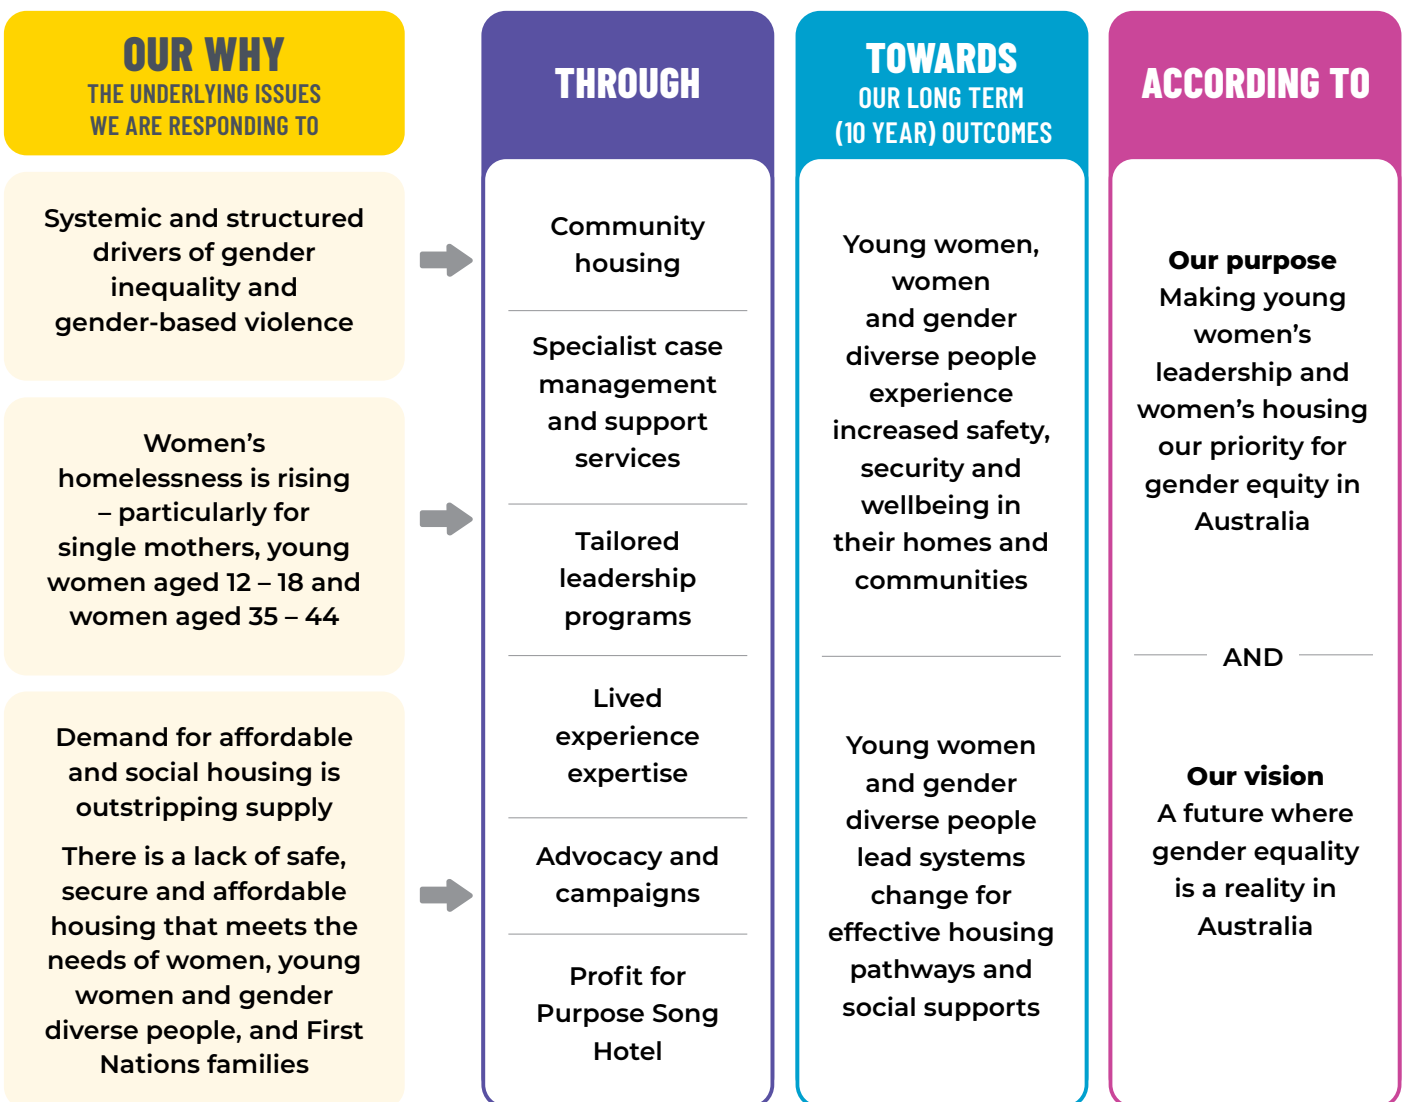 OUR WHY
THE UNDERLYING ISSUES
WE ARE RESPONDING TO
Systemic and structured
drivers of gender
inequality and
gender-based violence
Women’s
homelessness is rising
– particularly for
single mothers, young
women aged 12 – 18 and
women aged 35 – 44
Demand for affordable
and social housing is
outstripping supply
There is a lack of safe,
secure and affordable
housing that meets the
needs of women, young
women and gender
diverse people, and First
Nations families
THROUGH
Community
housing
Specialist case
management
and support
services
Tailored
leadership
programs
Lived
experience
expertise
Advocacy and
campaigns
Profit for
Purpose Song
Hotel
TOWARDS
OUR LONG TERM
(10 YEAR) OUTCOMES
Young women,
women
and gender
diverse people
experience
increased safety,
security and
wellbeing in
their homes and
communities
Young women
and gender
diverse people
lead systems
change for
effective housing
pathways and
social supports
ACCORDING TO
Our purpose
Making young
women’s
leadership and
women’s housing
our priority for
gender equity in
Australia
AND
Our vision
A future where
gender equality
is a reality in
Australia